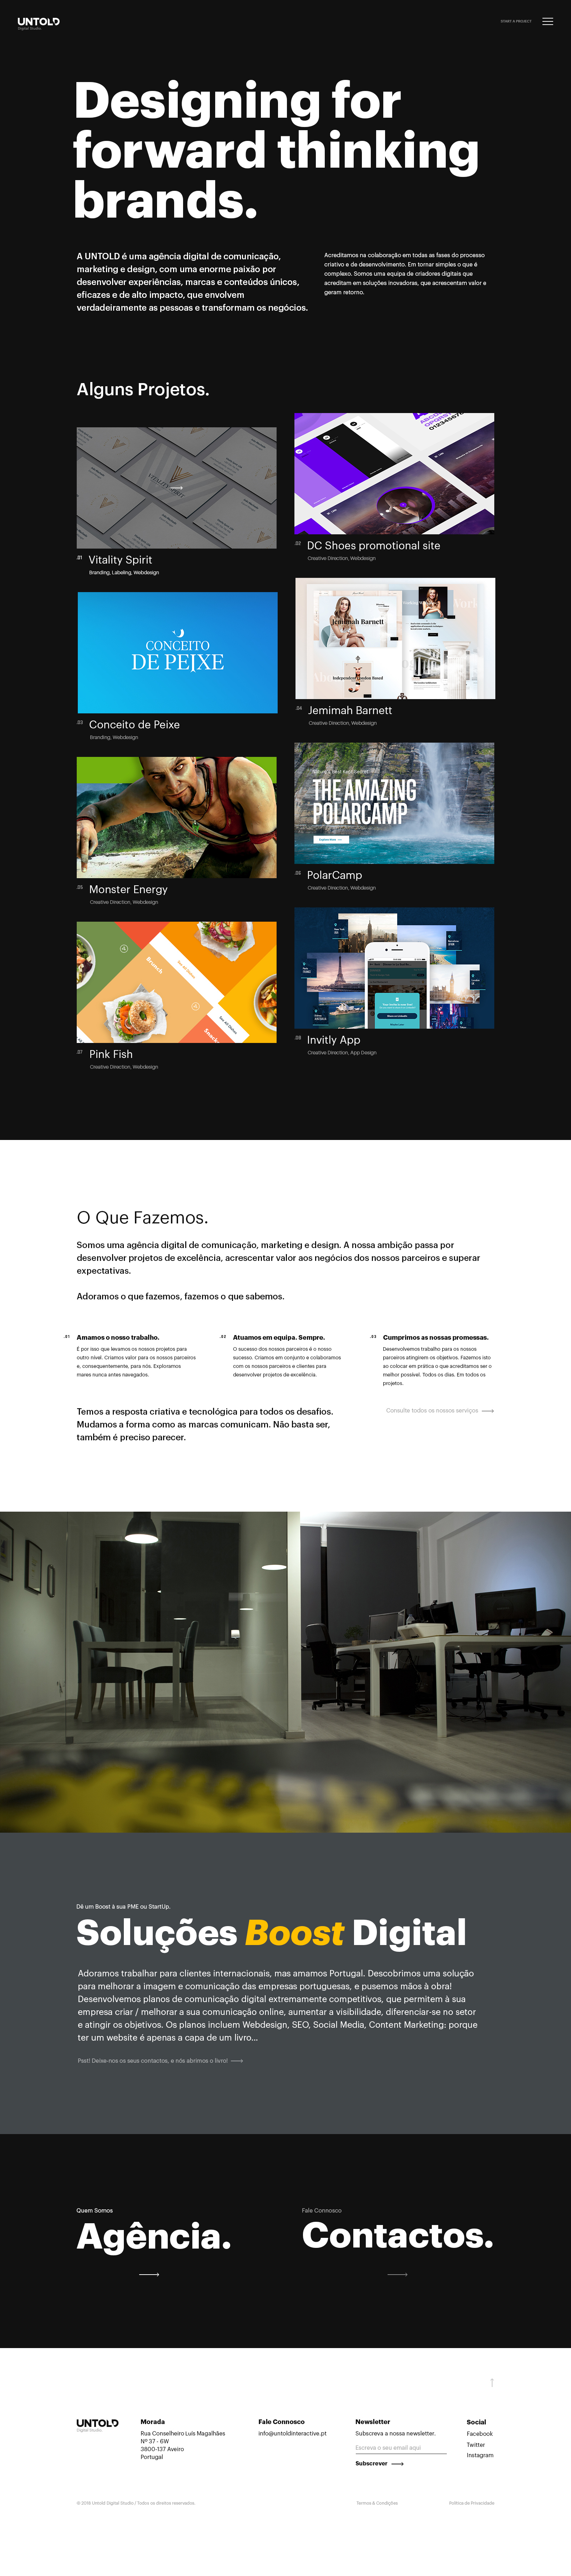 UNTOLD
Digital Studio.
START A PROJECT
Designing for
forward thinking
brands.
A UNTOLD é uma agência digital de comunicação,
marketing e design, com uma enorme paixão por
desenvolver experiências, marcas e conteúdos únicos,
eficazes e de alto impacto, que envolvem
verdadeiramente as pessoas e transformam os negócios.
Acreditamos na colaboração em todas as fases do processo
criativo e de desenvolvimento. Em tornar simples o que é
complexo. Somos uma equipa de criadores digitais que
acreditam em soluções inovadoras, que acrescentam valor e
geram retorno.
Alguns Projetos.
VITALITY SPIRIT
.01 Vitality Spirit
Branding, Labeling, Webdesign
.02 DC Shoes promotional site
Creative Direction, Webdesign
CONCEITO
DE PEIXE
.03 Conceito de Peixe
Branding, Webdesign
Jemimah Barnett
Independent London Based
.04 Jemimah Barnett
Creative Direction, Webdesign
.05 Monster Energy
Creative Direction, Webdesign
THE AMAZING
POLARCAMP
.06 PolarCamp
Creative Direction, Webdesign
Brunch
Snacks
.07 Pink Fish
Creative Direction, Webdesign
.08 Invitly App
Creative Direction, App Design
O Que Fazemos.
Somos uma agência digital de comunicação, marketing e design. A nossa ambição passa por
desenvolver projetos de excelência, acrescentar valor aos negócios dos nossos parceiros e superar
expectativas.
Adoramos o que fazemos, fazemos o que sabemos.
.01 Amamos o nosso trabalho.
É por isso que levamos os nossos projetos para
outro nível. Criamos valor para os nossos parceiros
e, consequentemente, para nós. Exploramos
mares nunca antes navegados.
.02 Atuamos em equipa. Sempre.
O sucesso dos nossos parceiros é o nosso
sucesso. Criamos em conjunto e colaboramos
com os nossos parceiros e clientes para
desenvolver projetos de excelência.
.03 Cumprimos as nossas promessas.
Desenvolvemos trabalho para os nossos
parceiros atingirem os objetivos. Fazemos isto
ao colocar em prática o que acreditamos ser o
melhor possível. Todos os dias. Em todos os
projetos.
Temos a resposta criativa e tecnológica para todos os desafios.
Mudamos a forma como as marcas comunicam. Não basta ser,
também é preciso parecer.
Consulte todos os nossos serviços
Dê um Boost à sua PME ou StartUp.
Soluções Boost Digital
Adoramos trabalhar para clientes internacionais, mas amamos Portugal. Descobrimos uma solução
para melhorar a imagem e comunicação das empresas portuguesas, e pusemos mãos à obra!
Desenvolvemos planos de comunicação digital extremamente competitivos, que permitem à sua
empresa criar / melhorar a sua comunicação online, aumentar a visibilidade, diferenciar-se no setor
e atingir os objetivos. Os planos incluem Webdesign, SEO, Social Media, Content Marketing: porque
ter um website é apenas a capa de um livro...
Psst! Deixe-nos os seus contactos, e nós abrimos o livro!
Quem Somos
Agência.
Fale Connosco
Contactos.
UNTOLD
Digital Studio.
Morada
Rua Conselheiro Luís Magalhães
Nº 37 - 6W
3800-137 Aveiro
Portugal
Fale Connosco
info@untoldinteractive.pt
Newsletter
Subscreva a nossa newsletter.
Escreva o seu email aqui
Subscrever
Social
Facebook
Twitter
Instagram
© 2018 Untold Digital Studio / Todos os direitos reservados.
Termos & Condições
Política de Privacidade